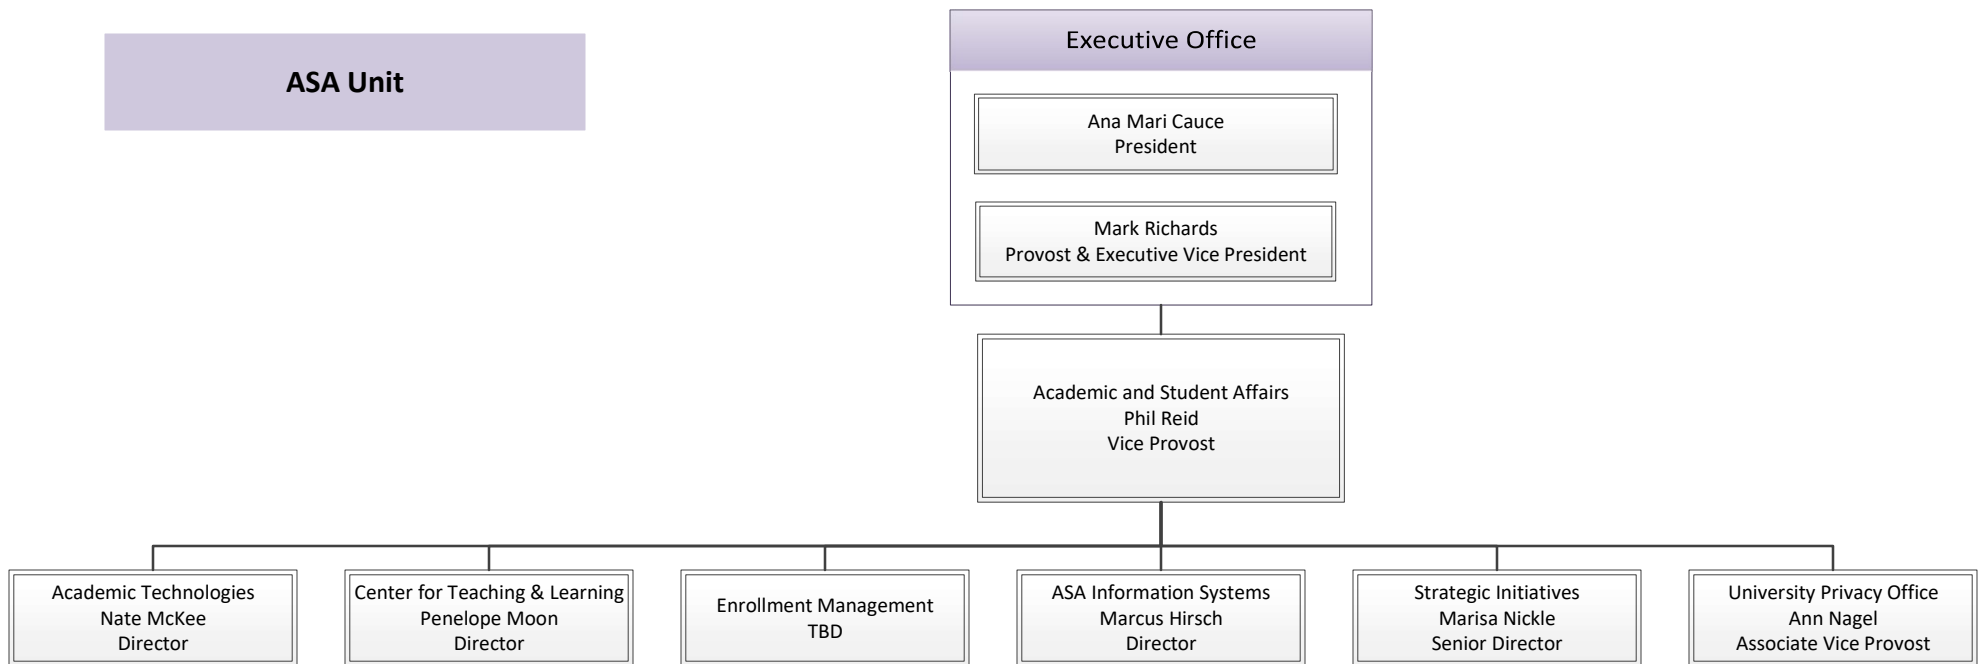 ASA Unit
Executive Office
Ana Mari Cauce
President
Mark Richards
Provost & Executive Vice President
Academic and Student Affairs
Phil Reid
Vice Provost
Academic Technologies
Nate McKee
Director
Center for Teaching & Learning
Penelope Moon
Director
Enrollment Management
TBD
ASA Information Systems
Marcus Hirsch
Director
Strategic Initiatives
Marisa Nickle
Senior Director
University Privacy Office
Ann Nagel
Associate Vice Provost